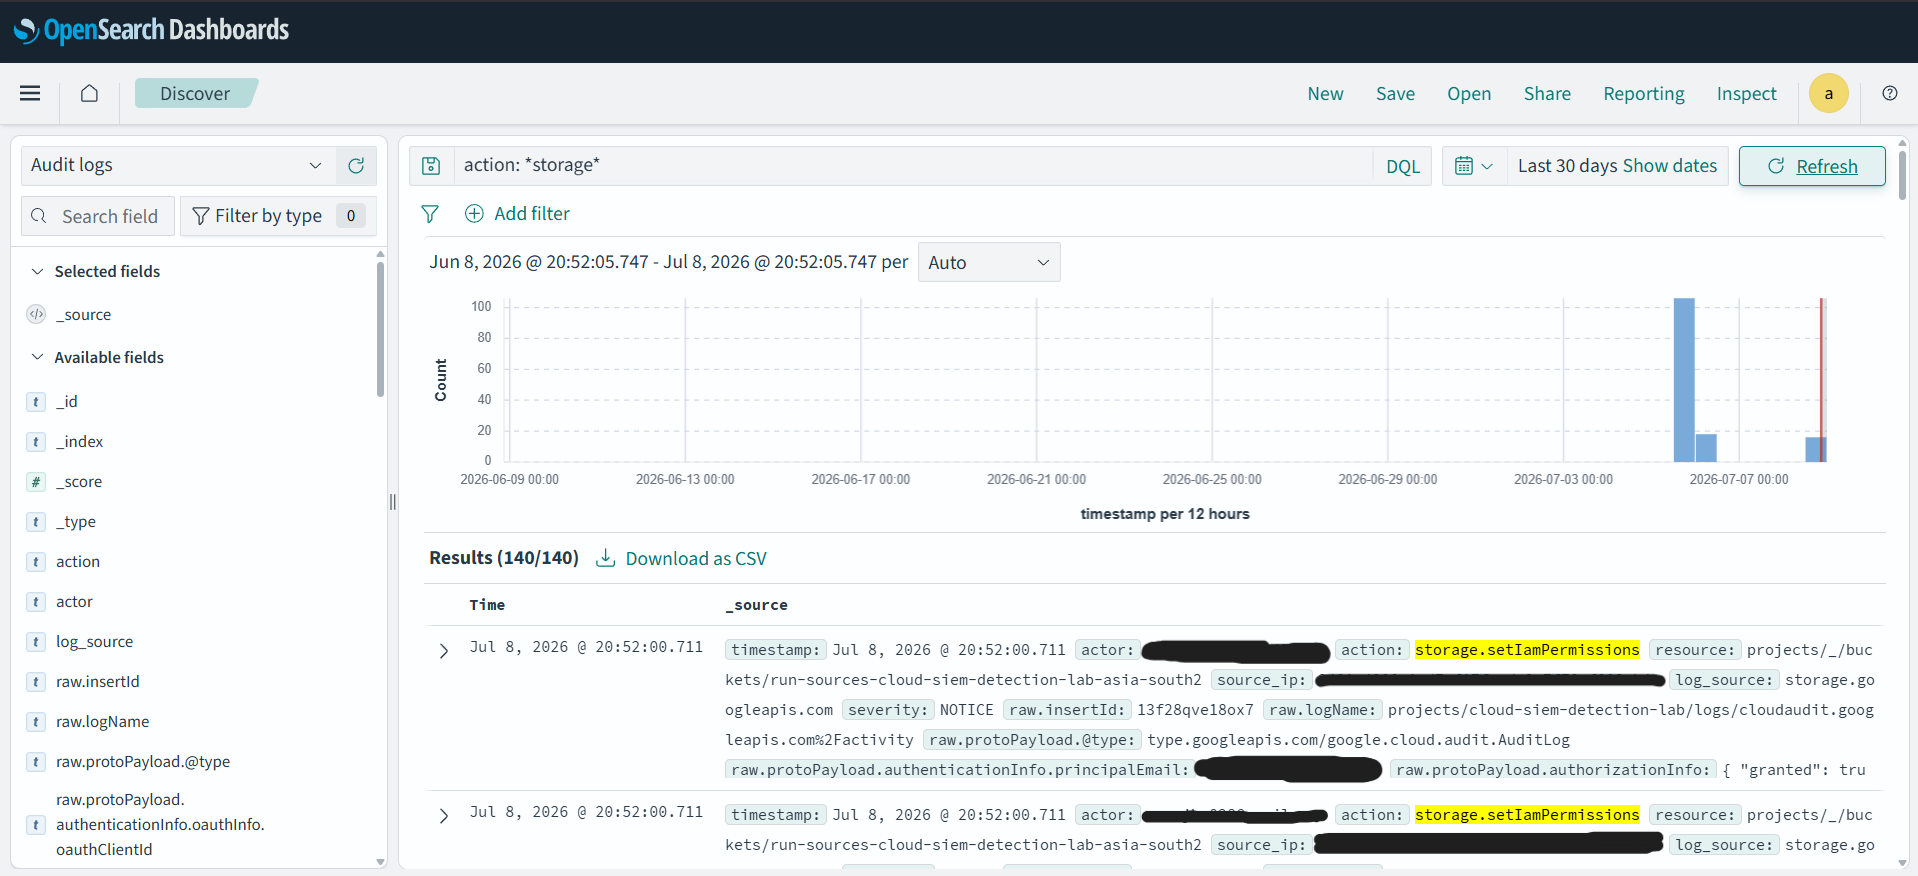 OpenSearch Dashboards
Discover
New Save Open Share Reporting Inspect a
Audit logs
Search field
Filter by type 0
Selected fields
_source
Available fields
t _id
t _index
# _score
t _type
t action
t actor
t log_source
t raw.insertId
t raw.logName
t raw.protoPayload.@type
raw.protoPayload.
t authenticationInfo.oauthInfo.
oauthClientId
action: *storage* DQL
Last 30 days Show dates
Refresh
Add filter
Jun 8, 2026 @ 20:52:05.747 - Jul 8, 2026 @ 20:52:05.747 per Auto
Count
100
80
60
40
20
0
2026-06-09 00:00 2026-06-13 00:00 2026-06-17 00:00 2026-06-21 00:00 2026-06-25 00:00 2026-06-29 00:00 2026-07-03 00:00 2026-07-07 00:00
timestamp per 12 hours
Results (140/140) Download as CSV
Time _source
Jul 8, 2026 @ 20:52:00.711 timestamp: Jul 8, 2026 @ 20:52:00.711 actor: action: storage.setIamPermissions resource: projects/_/buc
kets/run-sources-cloud-siem-detection-lab-asia-south2 source_ip: log_source: storage.go
ogleapis.com severity: NOTICE raw.insertId: 13f28qve18ox7 raw.logName: projects/cloud-siem-detection-lab/logs/cloudaudit.goog
leapis.com%2Factivity raw.protoPayload.@type: type.googleapis.com/google.cloud.audit.AuditLog
raw.protoPayload.authenticationInfo.principalEmail: raw.protoPayload.authorizationInfo: { "granted": tru
Jul 8, 2026 @ 20:52:00.711 timestamp: Jul 8, 2026 @ 20:52:00.711 actor: action: storage.setIamPermissions resource: projects/_/buc
kets/run-sources-cloud-siem-detection-lab-asia-south2 source_ip: log_source: storage.go